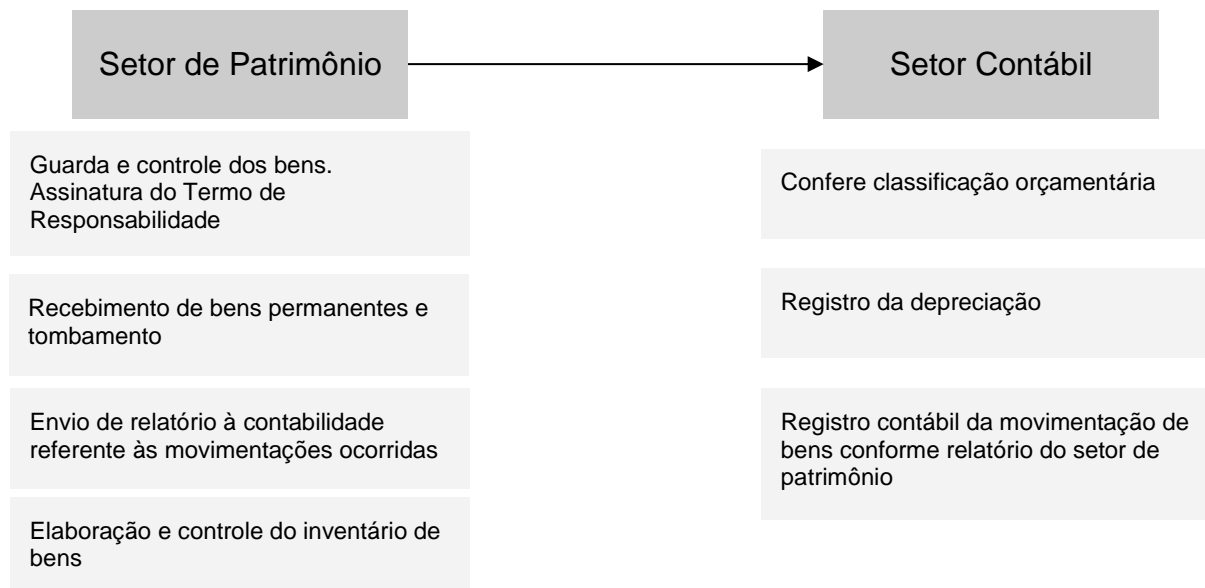 Setor de Patrimônio
Guarda e controle dos bens.
Assinatura do Termo de
Responsabilidade
Recebimento de bens permanentes e
tombamento
Envio de relatório à contabilidade
referente às movimentações ocorridas
Elaboração e controle do inventário de
bens
Setor Contábil
Confere classificação orçamentária
Registro da depreciação
Registro contábil da movimentação de
bens conforme relatório do setor de
patrimônio